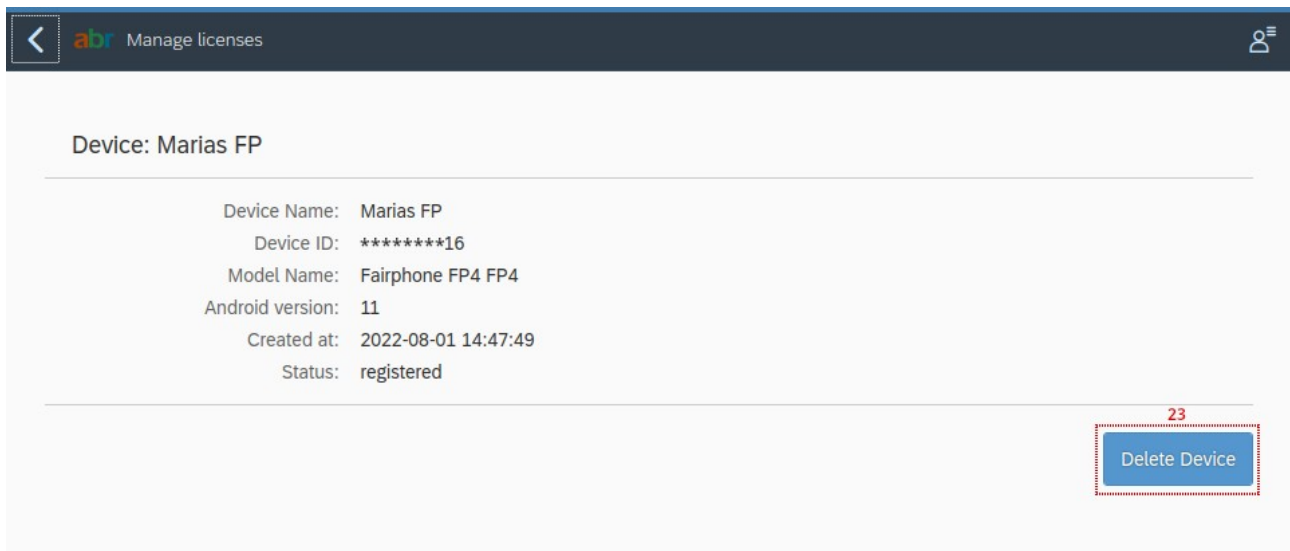 abr Manage licenses
Device: Marias FP
Device Name: Marias FP
Device ID: ********16
Model Name: Fairphone FP4 FP4
Android version: 11
Created at: 2022-08-01 14:47:49
Status: registered
23
Delete Device